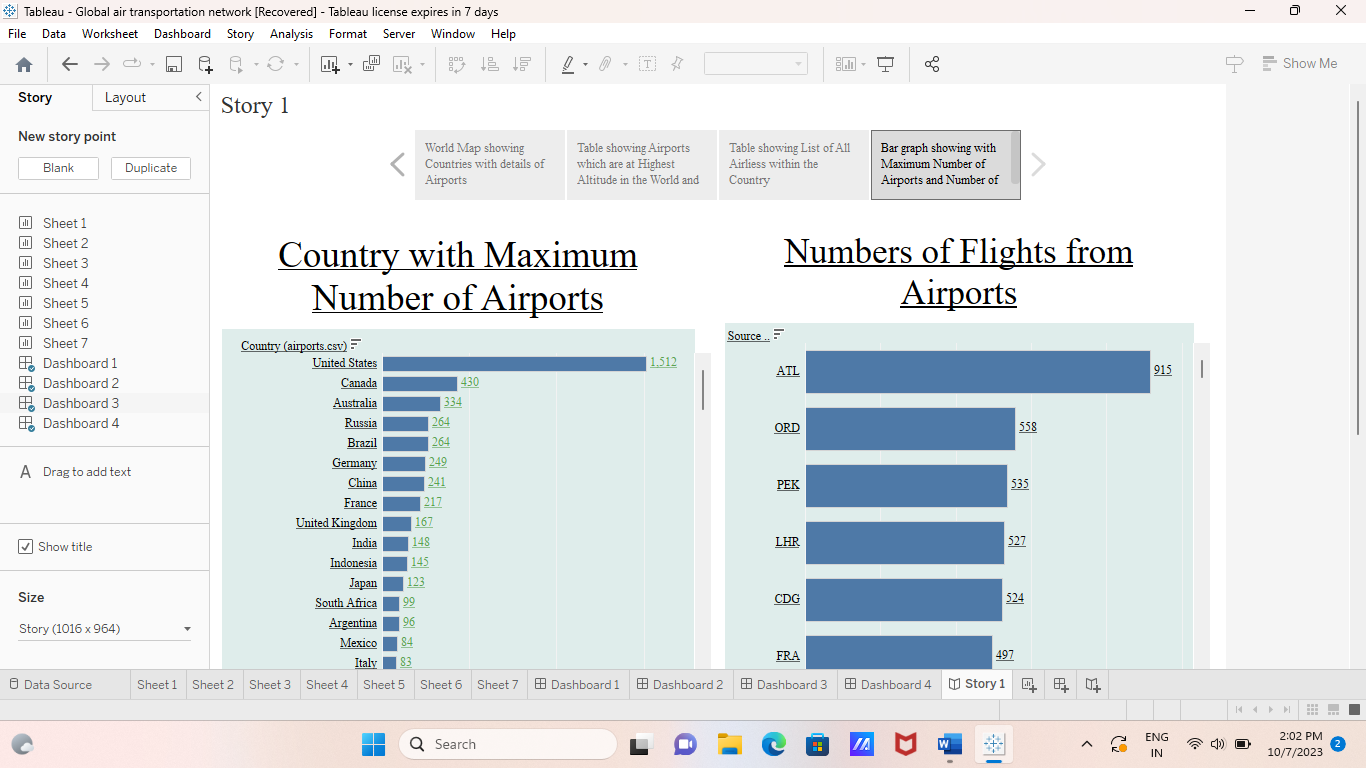 Tableau - Global air transportation network [Recovered] - Tableau license expires in 7 days
File Data Worksheet Dashboard Story Analysis Format Server Window Help
Show Me
Story Layout
New story point
Blank Duplicate
Sheet 1
Sheet 2
Sheet 3
Sheet 4
Sheet 5
Sheet 6
Sheet 7
Dashboard 1
Dashboard 2
Dashboard 3
Dashboard 4
A Drag to add text
Show title
Size
Story (1016 x 964)
Story 1
World Map showing
Countries with details of
Airports
Table showing Airports
which are at Highest
Altitude in the World and
Table showing List of All
Airliess within the
Country
Bar graph showing with
Maximum Number of
Airports and Number of
Country with Maximum
Number of Airports
Country (airports.csv)
United States 1,512
Canada 430
Australia 334
Russia 264
Brazil 264
Germany 249
China 241
France 217
United Kingdom 167
India 148
Indonesia 145
Japan 123
South Africa 99
Argentina 96
Mexico 84
Italy 83
Numbers of Flights from
Airports
Source ..
ATL 915
ORD 558
PEK 535
LHR 527
CDG 524
FRA 497
Data Source Sheet 1 Sheet 2 Sheet 3 Sheet 4 Sheet 5 Sheet 6 Sheet 7 Dashboard 1 Dashboard 2 Dashboard 3 Dashboard 4 Story 1
Search
ENG
IN
2:02 PM
10/7/2023
2